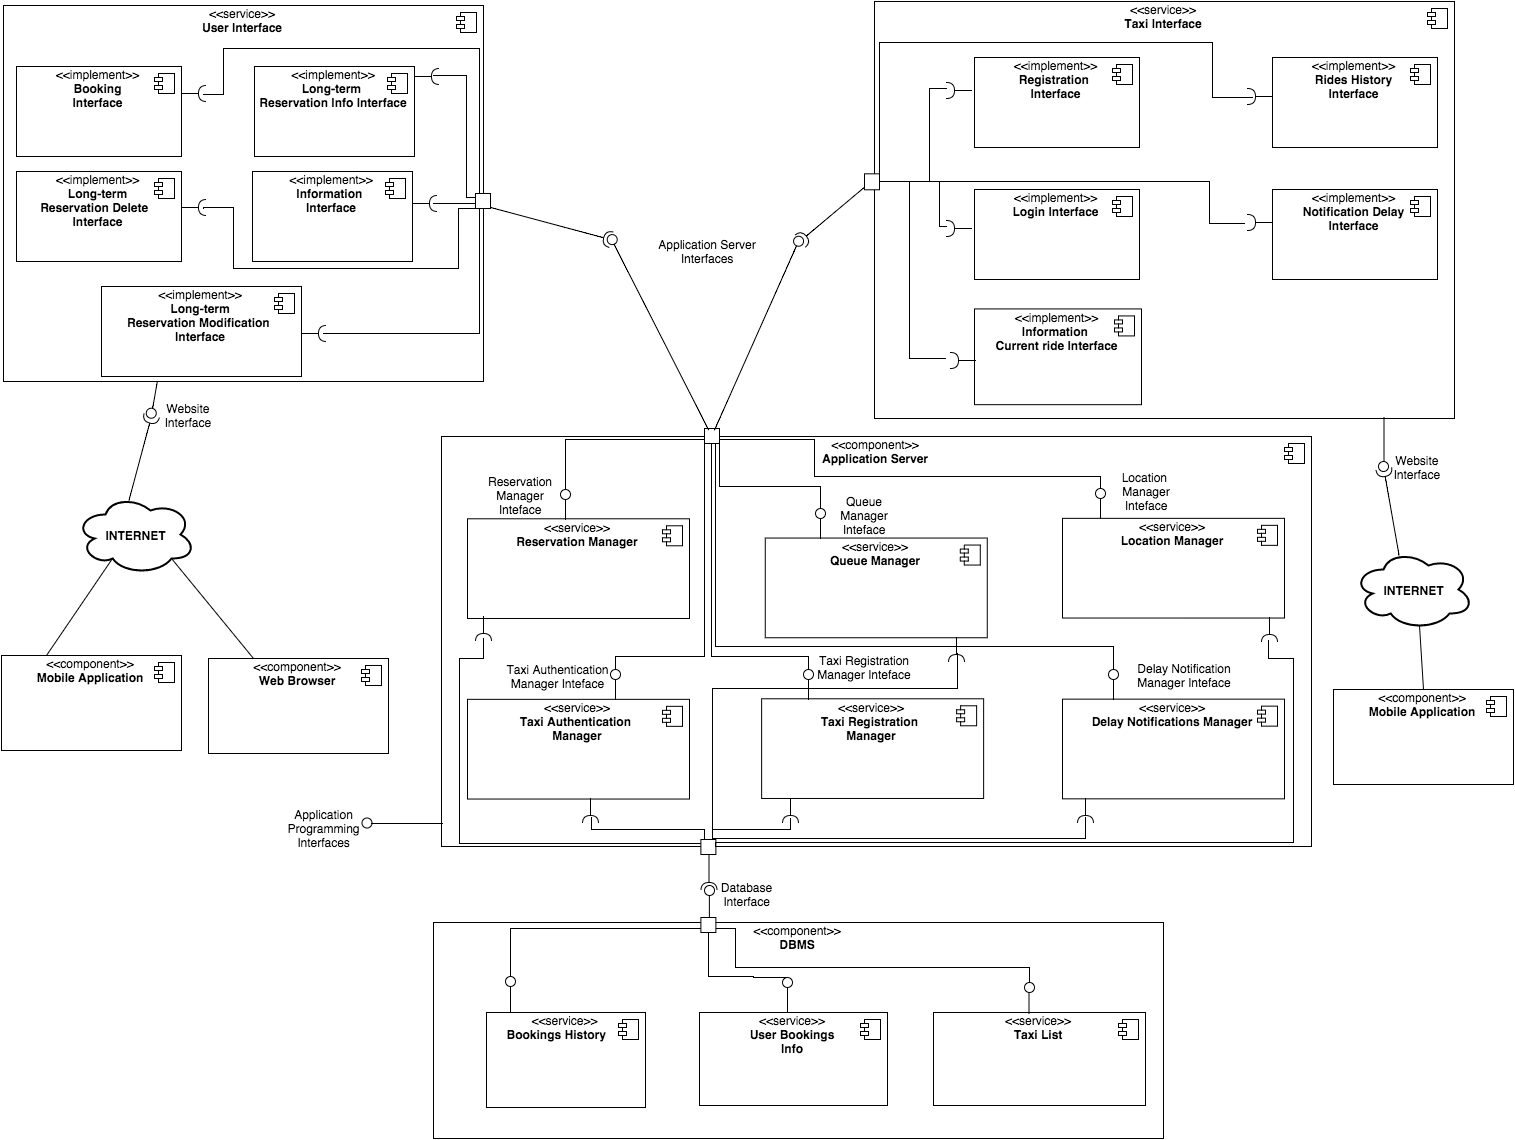 <<service>>
User Interface
<<implement>>
Booking
Interface
<<implement>>
Long-term
Reservation Info Interface
<<implement>>
Long-term
Reservation Delete
Interface
<<implement>>
Information
Interface
<<implement>>
Long-term
Reservation Modification
Interface
<<service>>
Taxi Interface
<<implement>>
Registration
Interface
<<implement>>
Rides History
Interface
<<implement>>
Login Interface
<<implement>>
Notification Delay
Interface
<<implement>>
Information
Current ride Interface
Application Server
Interfaces
Website
Interface
INTERNET
<<component>>
Mobile Application
<<component>>
Web Browser
Website
Interface
INTERNET
<<component>>
Mobile Application
<<component>>
Application Server
Reservation
Manager
Inteface
<<service>>
Reservation Manager
Queue
Manager
Inteface
<<service>>
Queue Manager
Location
Manager
Inteface
<<service>>
Location Manager
Taxi Authentication
Manager Inteface
<<service>>
Taxi Authentication
Manager
Taxi Registration
Manager Inteface
<<service>>
Taxi Registration
Manager
Delay Notification
Manager Inteface
<<service>>
Delay Notifications Manager
Application
Programming
Interfaces
Database
Interface
<<component>>
DBMS
<<service>>
Bookings History
<<service>>
User Bookings
Info
<<service>>
Taxi List